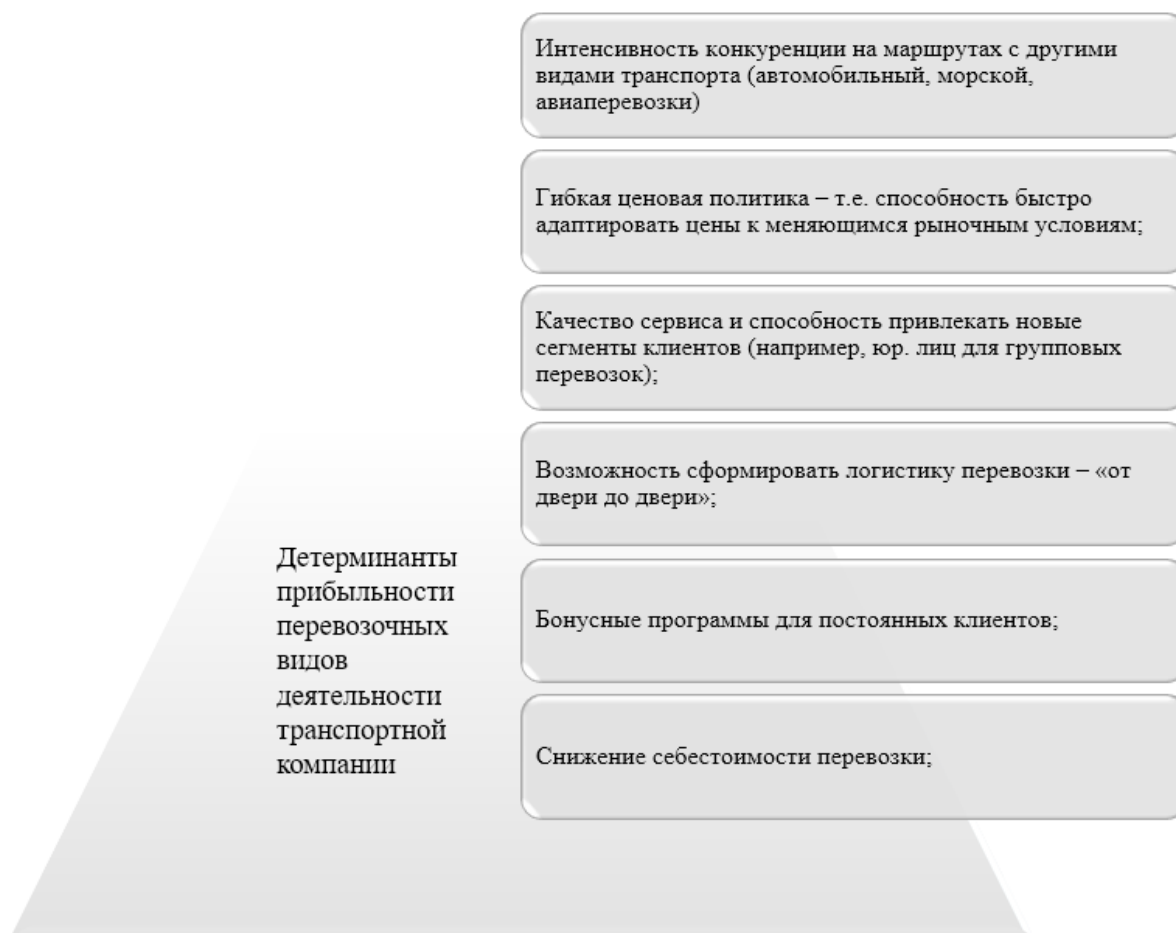 Интенсивность конкуренции на маршрутах с другими
видами транспорта (автомобильный, морской,
авиаперевозки)
Гибкая ценовая политика – т.е. способность быстро
адаптировать цены к меняющимся рыночным условиям;
Качество сервиса и способность привлекать новые
сегменты клиентов (например, юр. лиц для групповых
перевозок);
Возможность сформировать логистику перевозки – «от
двери до двери»;
Бонусные программы для постоянных клиентов;
Снижение себестоимости перевозки;
Детерминанты
прибыльности
перевозочных
видов
деятельности
транспортной
компании